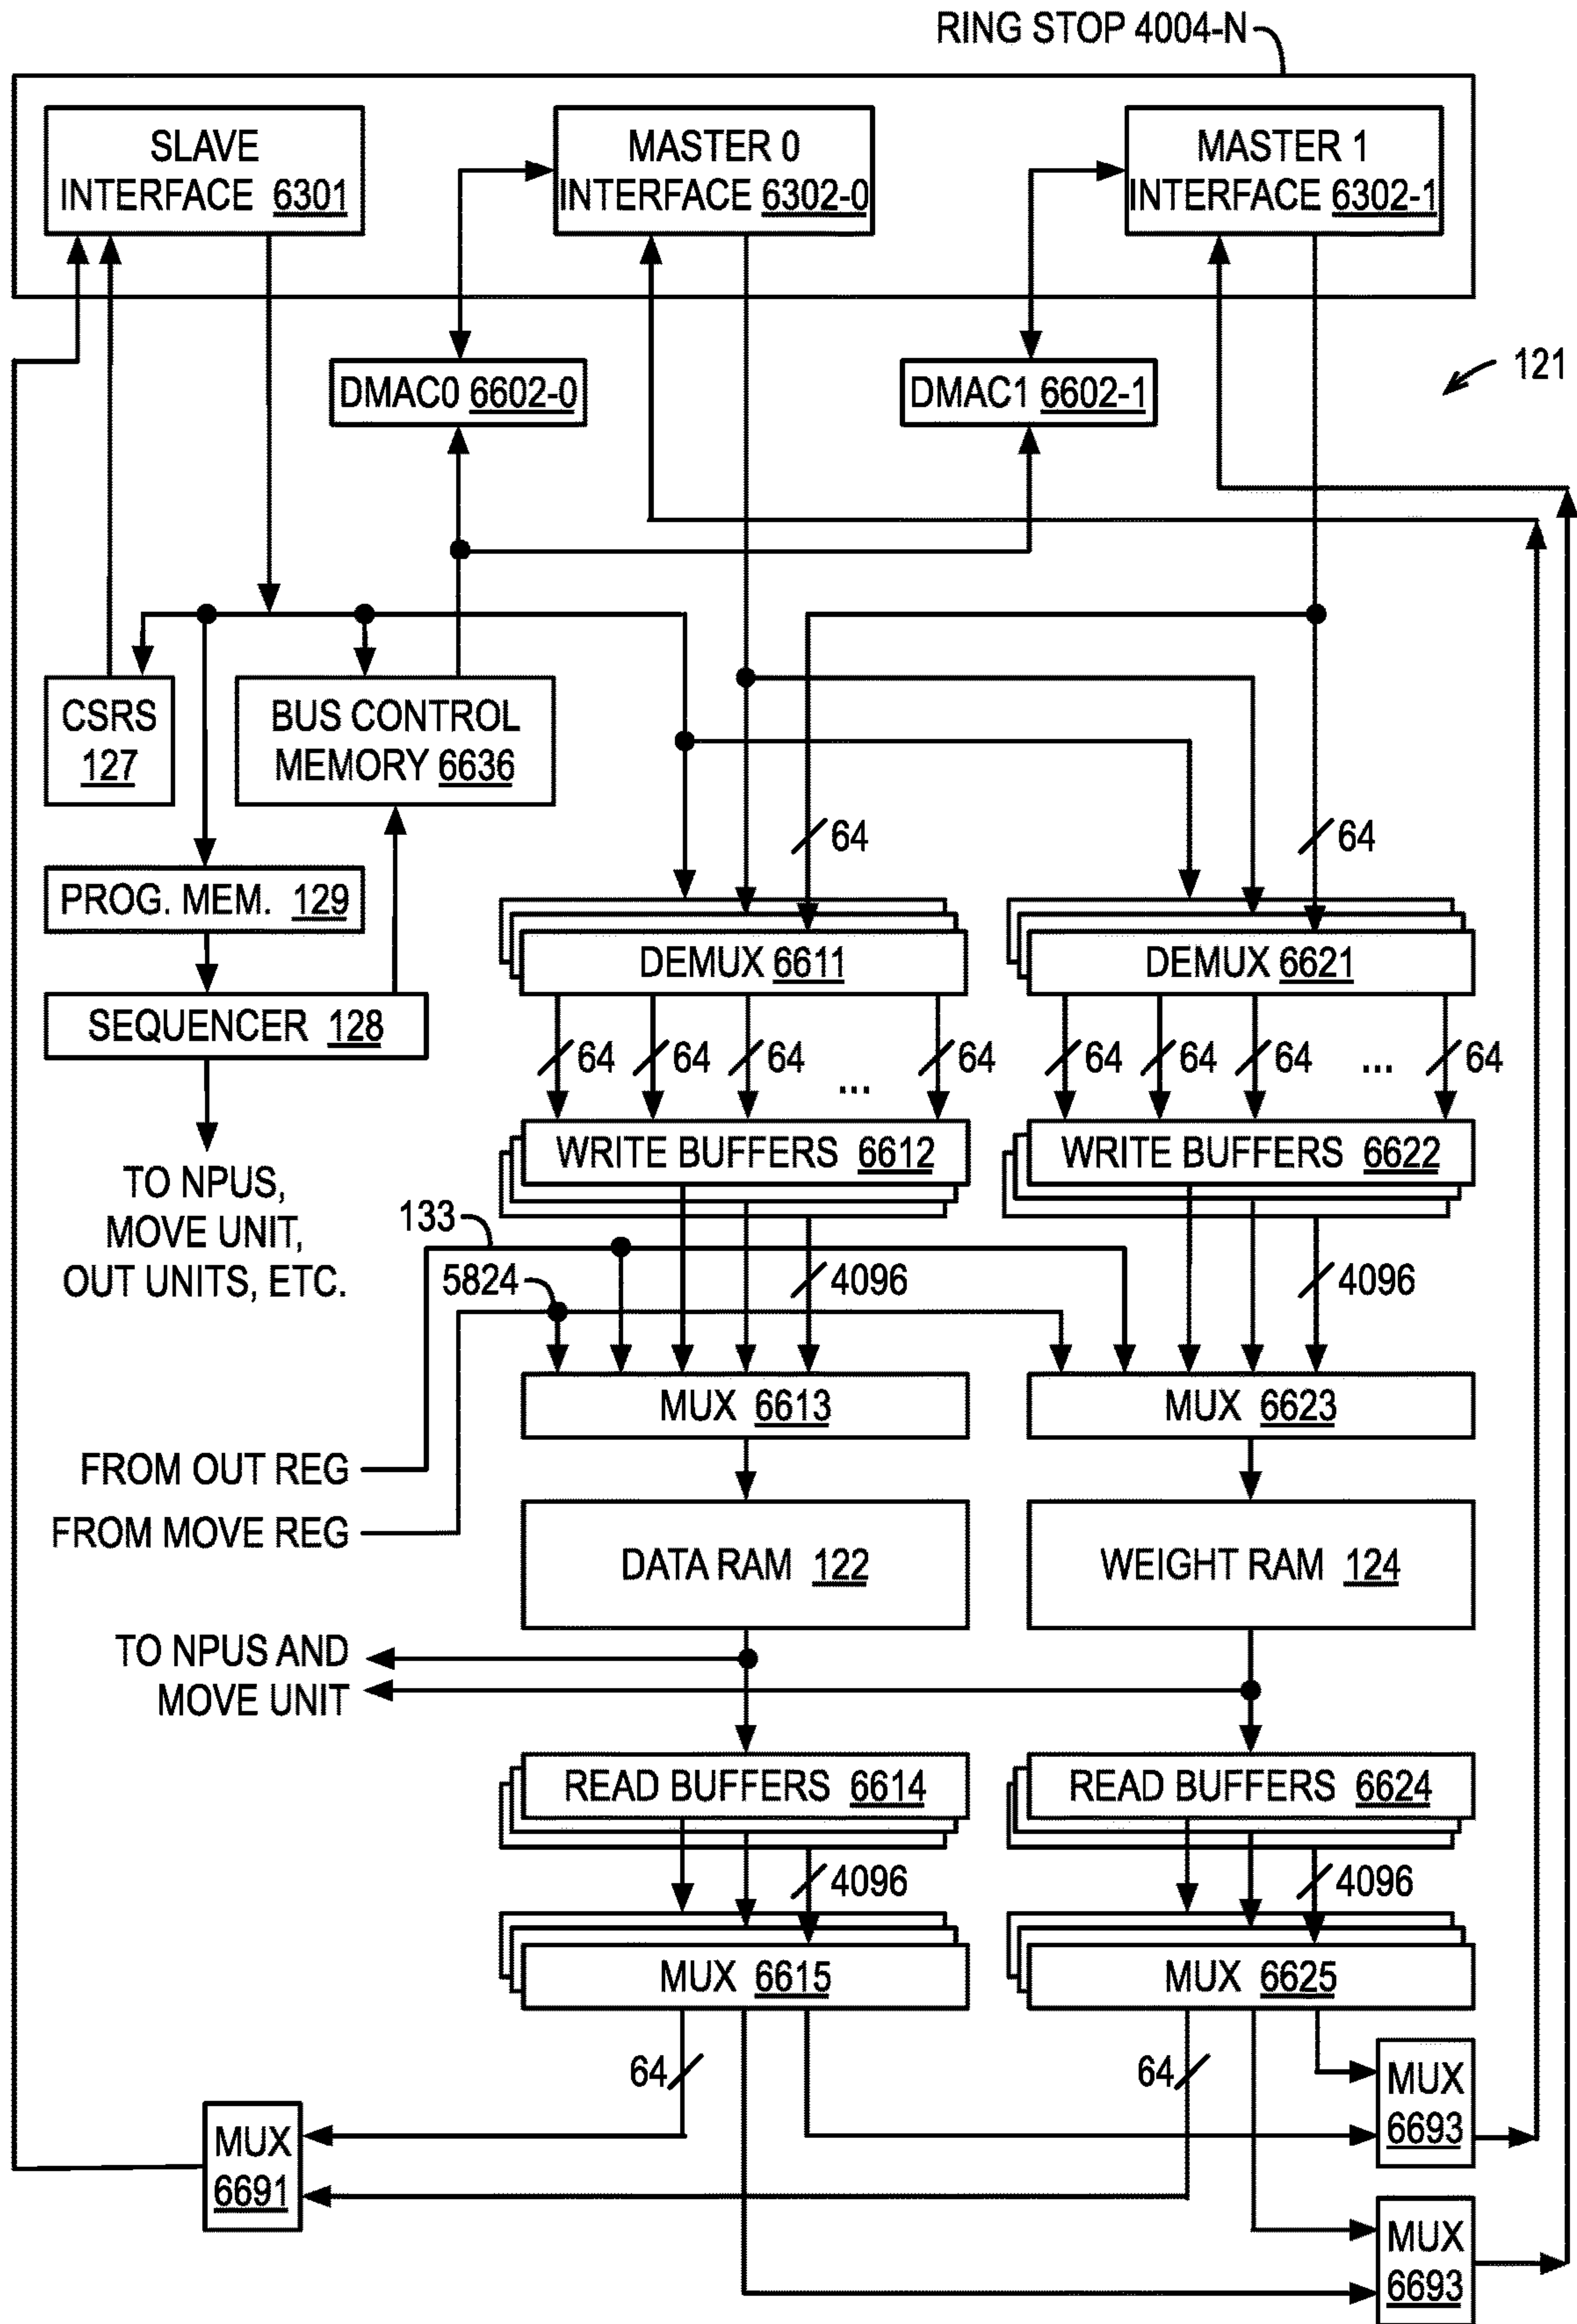 RING STOP 4004-N
SLAVE
INTERFACE 6301
MASTER 0
INTERFACE 6302-0
MASTER 1
INTERFACE 6302-1
DMAC0 6602-0
DMAC1 6602-1
121
CSRS
127
BUS CONTROL
MEMORY 6636
64
64
PROG. MEM. 129
DEMUX 6611
DEMUX 6621
SEQUENCER 128
64 64 64 ... 64
64 64 64 ... 64
WRITE BUFFERS 6612
WRITE BUFFERS 6622
TO NPUS,
MOVE UNIT,
OUT UNITS, ETC.
133
5824
4096
4096
MUX 6613
MUX 6623
FROM OUT REG
FROM MOVE REG
DATA RAM 122
WEIGHT RAM 124
TO NPUS AND
MOVE UNIT
READ BUFFERS 6614
READ BUFFERS 6624
4096
4096
MUX 6615
MUX 6625
64
64
MUX
6693
MUX
6691
MUX
6693